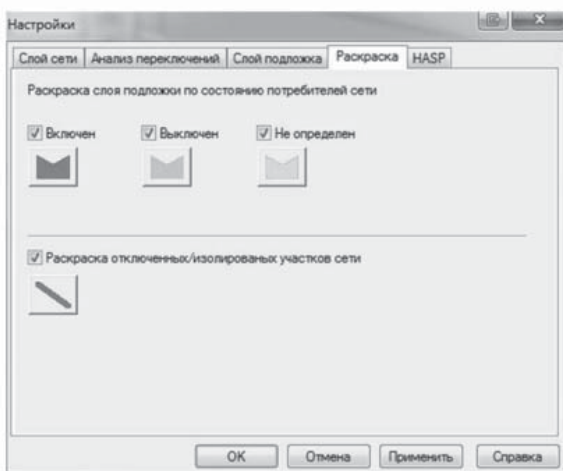 Настройки
Слой сети Анализ переключений Слой подложка Раскраска HASP
Раскраска слоя подложки по состоянию потребителей сети
Включен Выключен Не определен
Раскраска отключенных/изолированых участков сети
OK Отмена Применить Справка